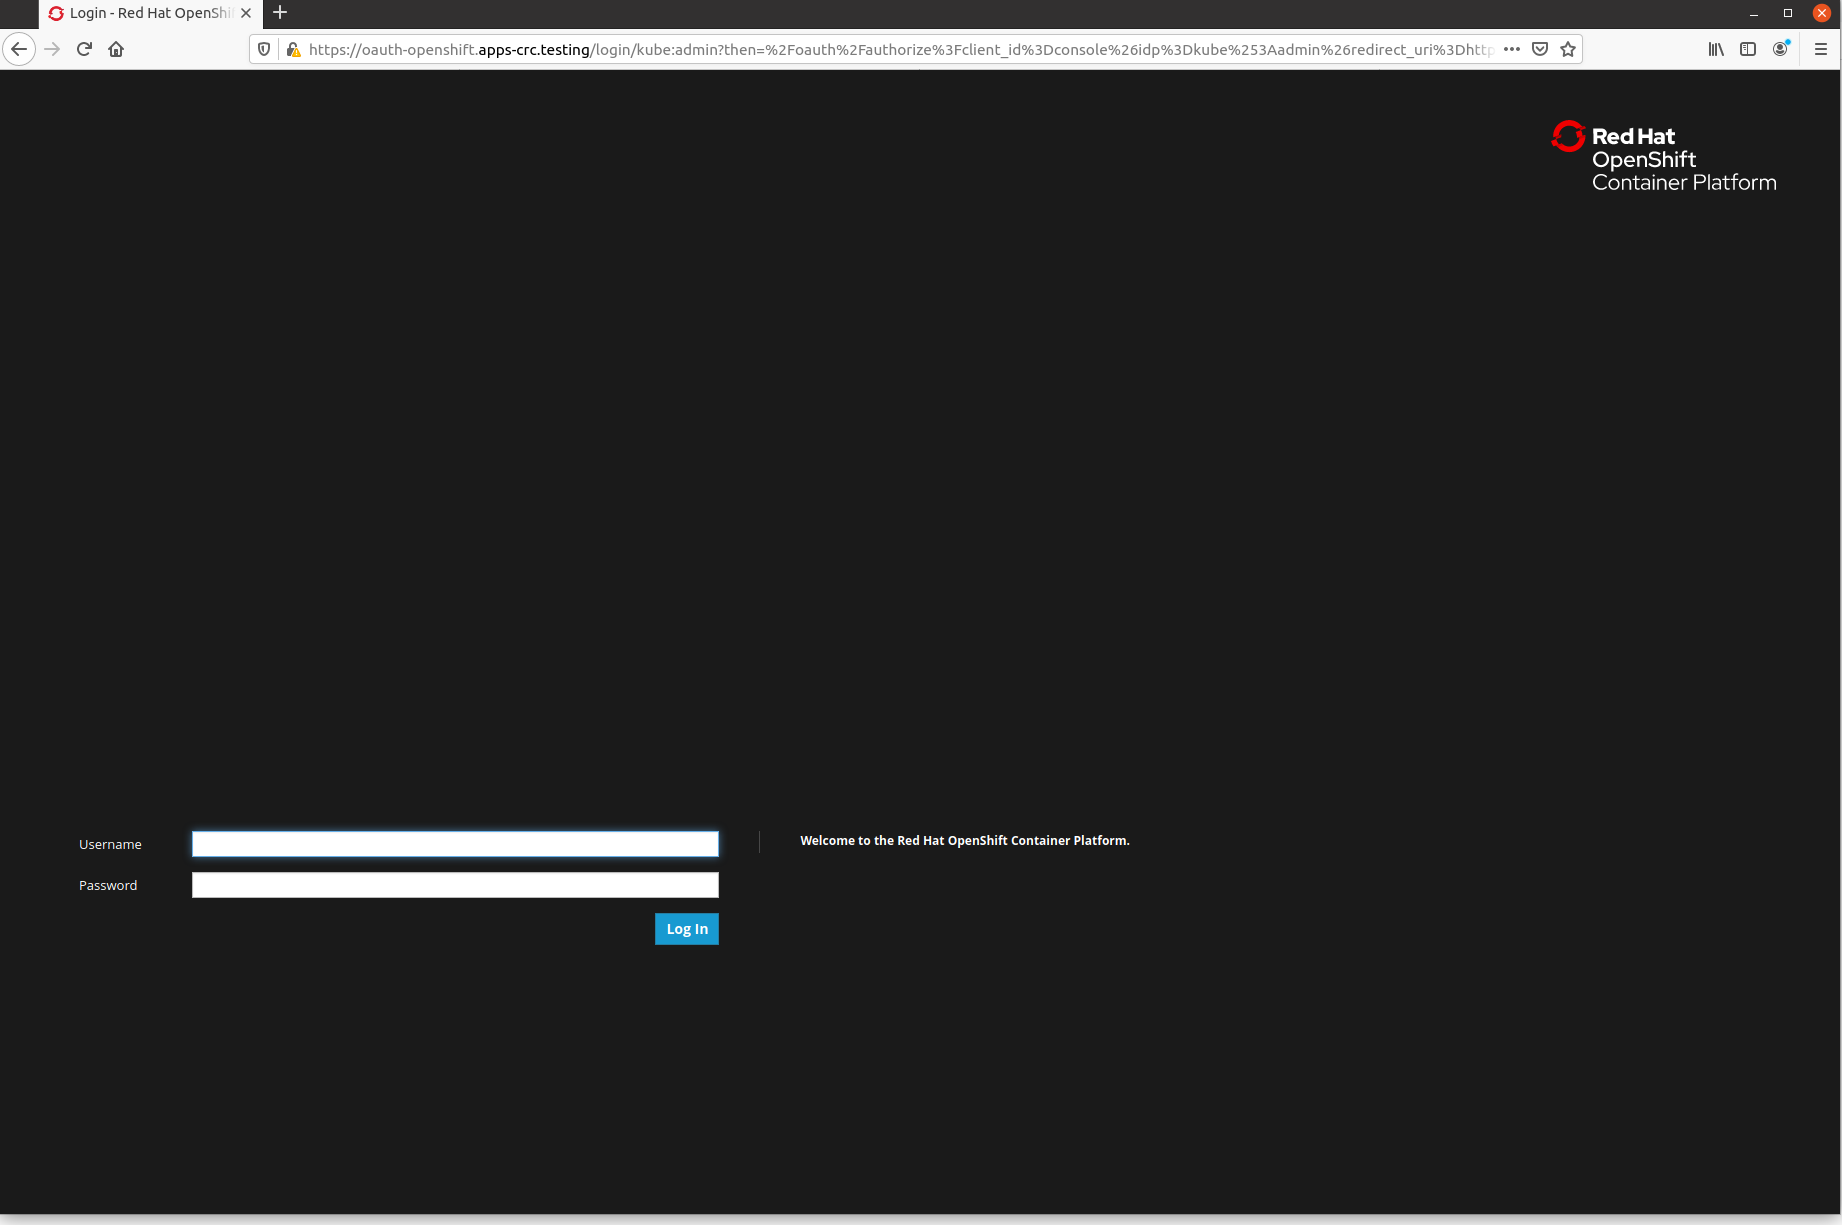 Login - Red Hat OpenShi
https://oauth-openshift.apps-crc.testing/login/kube:admin?then=%2Foauth%2Fauthorize%3Fclient_id%3Dconsole%26idp%3Dkube%253Aadmin%26redirect_uri%3Dhttp
Red Hat
OpenShift
Container Platform
Username
Welcome to the Red Hat OpenShift Container Platform.
Password
Log In